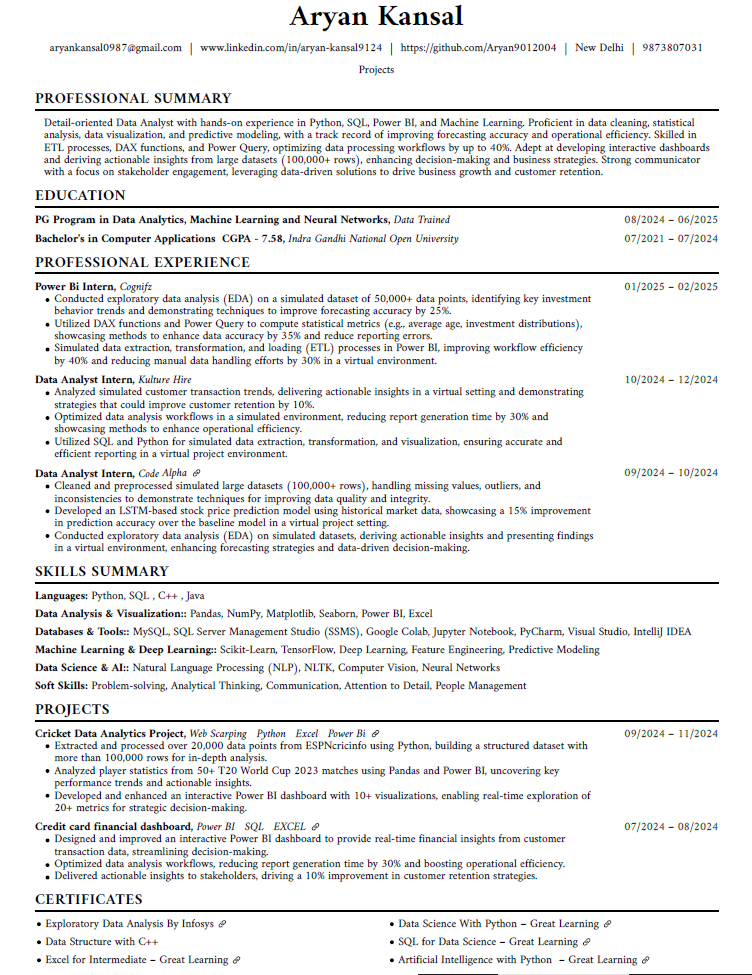 Aryan Kansal
aryankansal0987@gmail.com | www.linkedin.com/in/aryan-kansal9124 | https://github.com/Aryan9012004 | New Delhi | 9873807031
Projects
PROFESSIONAL SUMMARY
Detail-oriented Data Analyst with hands-on experience in Python, SQL, Power BI, and Machine Learning. Proficient in data cleaning, statistical
analysis, data visualization, and predictive modeling, with a track record of improving forecasting accuracy and operational efficiency. Skilled in
ETL processes, DAX functions, and Power Query, optimizing data processing workflows by up to 40%. Adept at developing interactive dashboards
and deriving actionable insights from large datasets (100,000+ rows), enhancing decision-making and business strategies. Strong communicator
with a focus on stakeholder engagement, leveraging data-driven solutions to drive business growth and customer retention.
EDUCATION
PG Program in Data Analytics, Machine Learning and Neural Networks, Data Trained 08/2024 – 06/2025
Bachelor's in Computer Applications CGPA - 7.58, Indra Gandhi National Open University 07/2021 – 07/2024
PROFESSIONAL EXPERIENCE
Power Bi Intern, Cognifz 01/2025 – 02/2025
• Conducted exploratory data analysis (EDA) on a simulated dataset of 50,000+ data points, identifying key investment
behavior trends and demonstrating techniques to improve forecasting accuracy by 25%.
• Utilized DAX functions and Power Query to compute statistical metrics (e.g., average age, investment distributions),
showcasing methods to enhance data accuracy by 35% and reduce reporting errors.
• Simulated data extraction, transformation, and loading (ETL) processes in Power BI, improving workflow efficiency
by 40% and reducing manual data handling efforts by 30% in a virtual environment.
Data Analyst Intern, Kulture Hire 10/2024 – 12/2024
• Analyzed simulated customer transaction trends, delivering actionable insights in a virtual setting and demonstrating
strategies that could improve customer retention by 10%.
• Optimized data analysis workflows in a simulated environment, reducing report generation time by 30% and
showcasing methods to enhance operational efficiency.
• Utilized SQL and Python for simulated data extraction, transformation, and visualization, ensuring accurate and
efficient reporting in a virtual project environment.
Data Analyst Intern, Code Alpha 09/2024 – 10/2024
• Cleaned and preprocessed simulated large datasets (100,000+ rows), handling missing values, outliers, and
inconsistencies to demonstrate techniques for improving data quality and integrity.
• Developed an LSTM-based stock price prediction model using historical market data, showcasing a 15% improvement
in prediction accuracy over the baseline model in a virtual project setting.
• Conducted exploratory data analysis (EDA) on simulated datasets, deriving actionable insights and presenting findings
in a virtual environment, enhancing forecasting strategies and data-driven decision-making.
SKILLS SUMMARY
Languages: Python, SQL , C++ , Java
Data Analysis & Visualization:: Pandas, NumPy, Matplotlib, Seaborn, Power BI, Excel
Databases & Tools:: MySQL, SQL Server Management Studio (SSMS), Google Colab, Jupyter Notebook, PyCharm, Visual Studio, IntelliJ IDEA
Machine Learning & Deep Learning:: Scikit-Learn, TensorFlow, Deep Learning, Feature Engineering, Predictive Modeling
Data Science & AI:: Natural Language Processing (NLP), NLTK, Computer Vision, Neural Networks
Soft Skills: Problem-solving, Analytical Thinking, Communication, Attention to Detail, People Management
PROJECTS
Cricket Data Analytics Project, Web Scarping Python Excel Power Bi 09/2024 – 11/2024
• Extracted and processed over 20,000 data points from ESPNcricinfo using Python, building a structured dataset with
more than 100,000 rows for in-depth analysis.
• Analyzed player statistics from 50+ T20 World Cup 2023 matches using Pandas and Power BI, uncovering key
performance trends and actionable insights.
• Developed and enhanced an interactive Power BI dashboard with 10+ visualizations, enabling real-time exploration of
20+ metrics for strategic decision-making.
Credit card financial dashboard, Power BI SQL EXCEL 07/2024 – 08/2024
• Designed and improved an interactive Power BI dashboard to provide real-time financial insights from customer
transaction data, streamlining decision-making.
• Optimized data analysis workflows, reducing report generation time by 30% and boosting operational efficiency.
• Delivered actionable insights to stakeholders, driving a 10% improvement in customer retention strategies.
CERTIFICATES
• Exploratory Data Analysis By Infosys
• Data Science With Python – Great Learning
• Data Structure with C++
• SQL for Data Science – Great Learning
• Excel for Intermediate – Great Learning
• Artificial Intelligence with Python – Great Learning